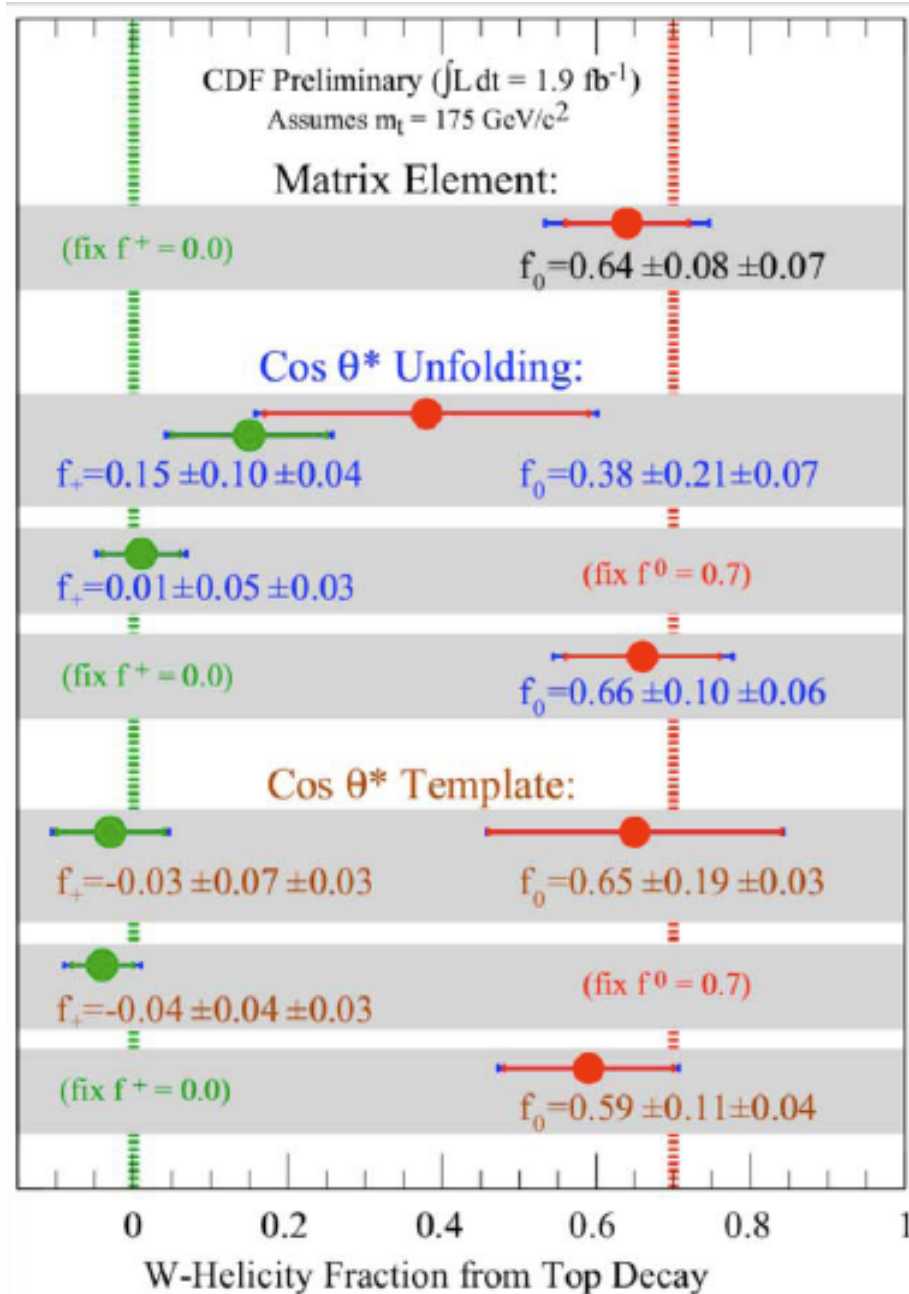 CDF Preliminary (∫L dt = 1.9 fb⁻¹)
Assumes mₜ = 175 GeV/c²
Matrix Element:
(fix f⁺ = 0.0)
f₀=0.64 ±0.08 ±0.07
Cos θ* Unfolding:
f₊=0.15 ±0.10 ±0.04 f₀=0.38 ±0.21±0.07
f₊=0.01±0.05 ±0.03 (fix f⁰ = 0.7)
(fix f⁺ = 0.0)
f₀=0.66 ±0.10 ±0.06
Cos θ* Template:
f₊=-0.03 ±0.07 ±0.03 f₀=0.65 ±0.19 ±0.03
(fix f⁰ = 0.7)
f₊=-0.04 ±0.04 ±0.03
(fix f⁺ = 0.0)
f₀=0.59 ±0.11±0.04
0 0.2 0.4 0.6 0.8 1
W-Helicity Fraction from Top Decay